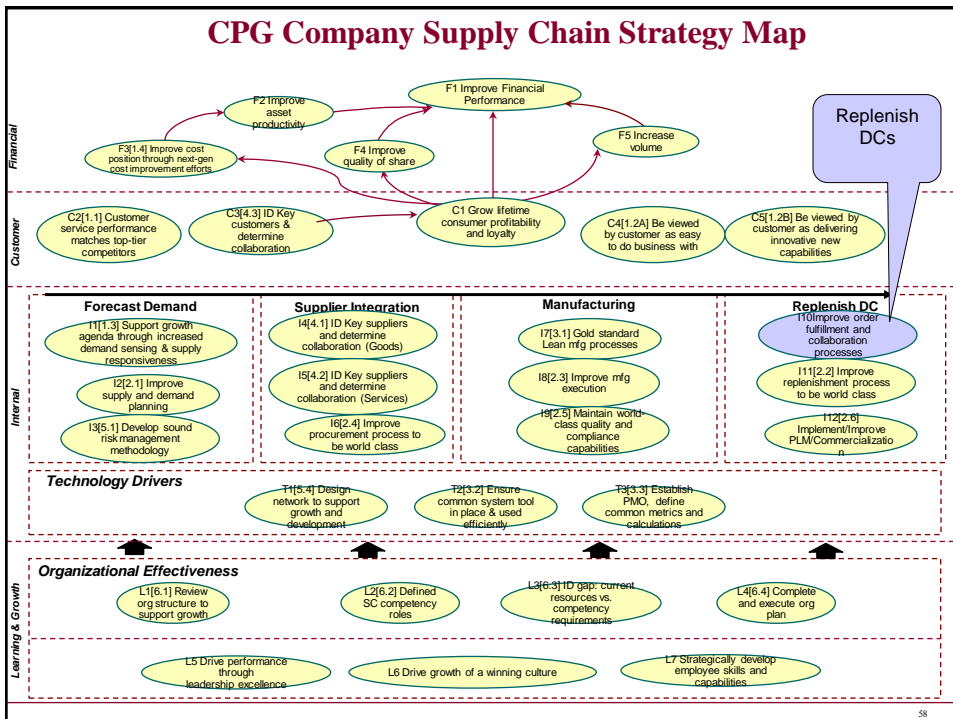 CPG Company Supply Chain Strategy Map
Financial
F1 Improve Financial
Performance
F2 Improve
asset
productivity
F3[1.4] Improve cost
position through next-gen
cost improvement efforts
F4 Improve
quality of share
F5 Increase
volume
Replenish
DCs
Customer
C2[1.1] Customer
service performance
matches top-tier
competitors
C3[4.3] ID Key
customers &
determine
collaboration
C1 Grow lifetime
consumer profitability
and loyalty
C4[1.2A] Be viewed
by customer as easy
to do business with
C5[1.2B] Be viewed by
customer as delivering
innovative new
capabilities
Internal
Forecast Demand
I1[1.3] Support growth
agenda through increased
demand sensing & supply
responsiveness
I2[2.1] Improve
supply and demand
planning
I3[5.1] Develop sound
risk management
methodology
Supplier Integration
I4[4.1] ID Key suppliers
and determine
collaboration (Goods)
I5[4.2] ID Key suppliers
and determine
collaboration (Services)
I6[2.4] Improve
procurement process to
be world class
Manufacturing
I7[3.1] Gold standard
Lean mfg processes
I8[2.3] Improve mfg
execution
I9[2.5] Maintain world-
class quality and
compliance
capabilities
Replenish DC
I10Improve order
fulfillment and
collaboration
processes
I11[2.2] Improve
replenishment process
to be world class
I12[2.6]
Implement/Improve
PLM/Commercializatio
n
Technology Drivers
T1[5.4] Design
network to support
growth and
development
T2[3.2] Ensure
common system tool
in place & used
efficiently
T3[3.3] Establish
PMO, define
common metrics and
calculations
Learning & Growth
Organizational Effectiveness
L1[6.1] Review
org structure to
support growth
L2[6.2] Defined
SC competency
roles
L3[6.3] ID gap: current
resources vs.
competency
requirements
L4[6.4] Complete
and execute org
plan
L5 Drive performance
through
leadership excellence
L6 Drive growth of a winning culture
L7 Strategically develop
employee skills and
capabilities
58